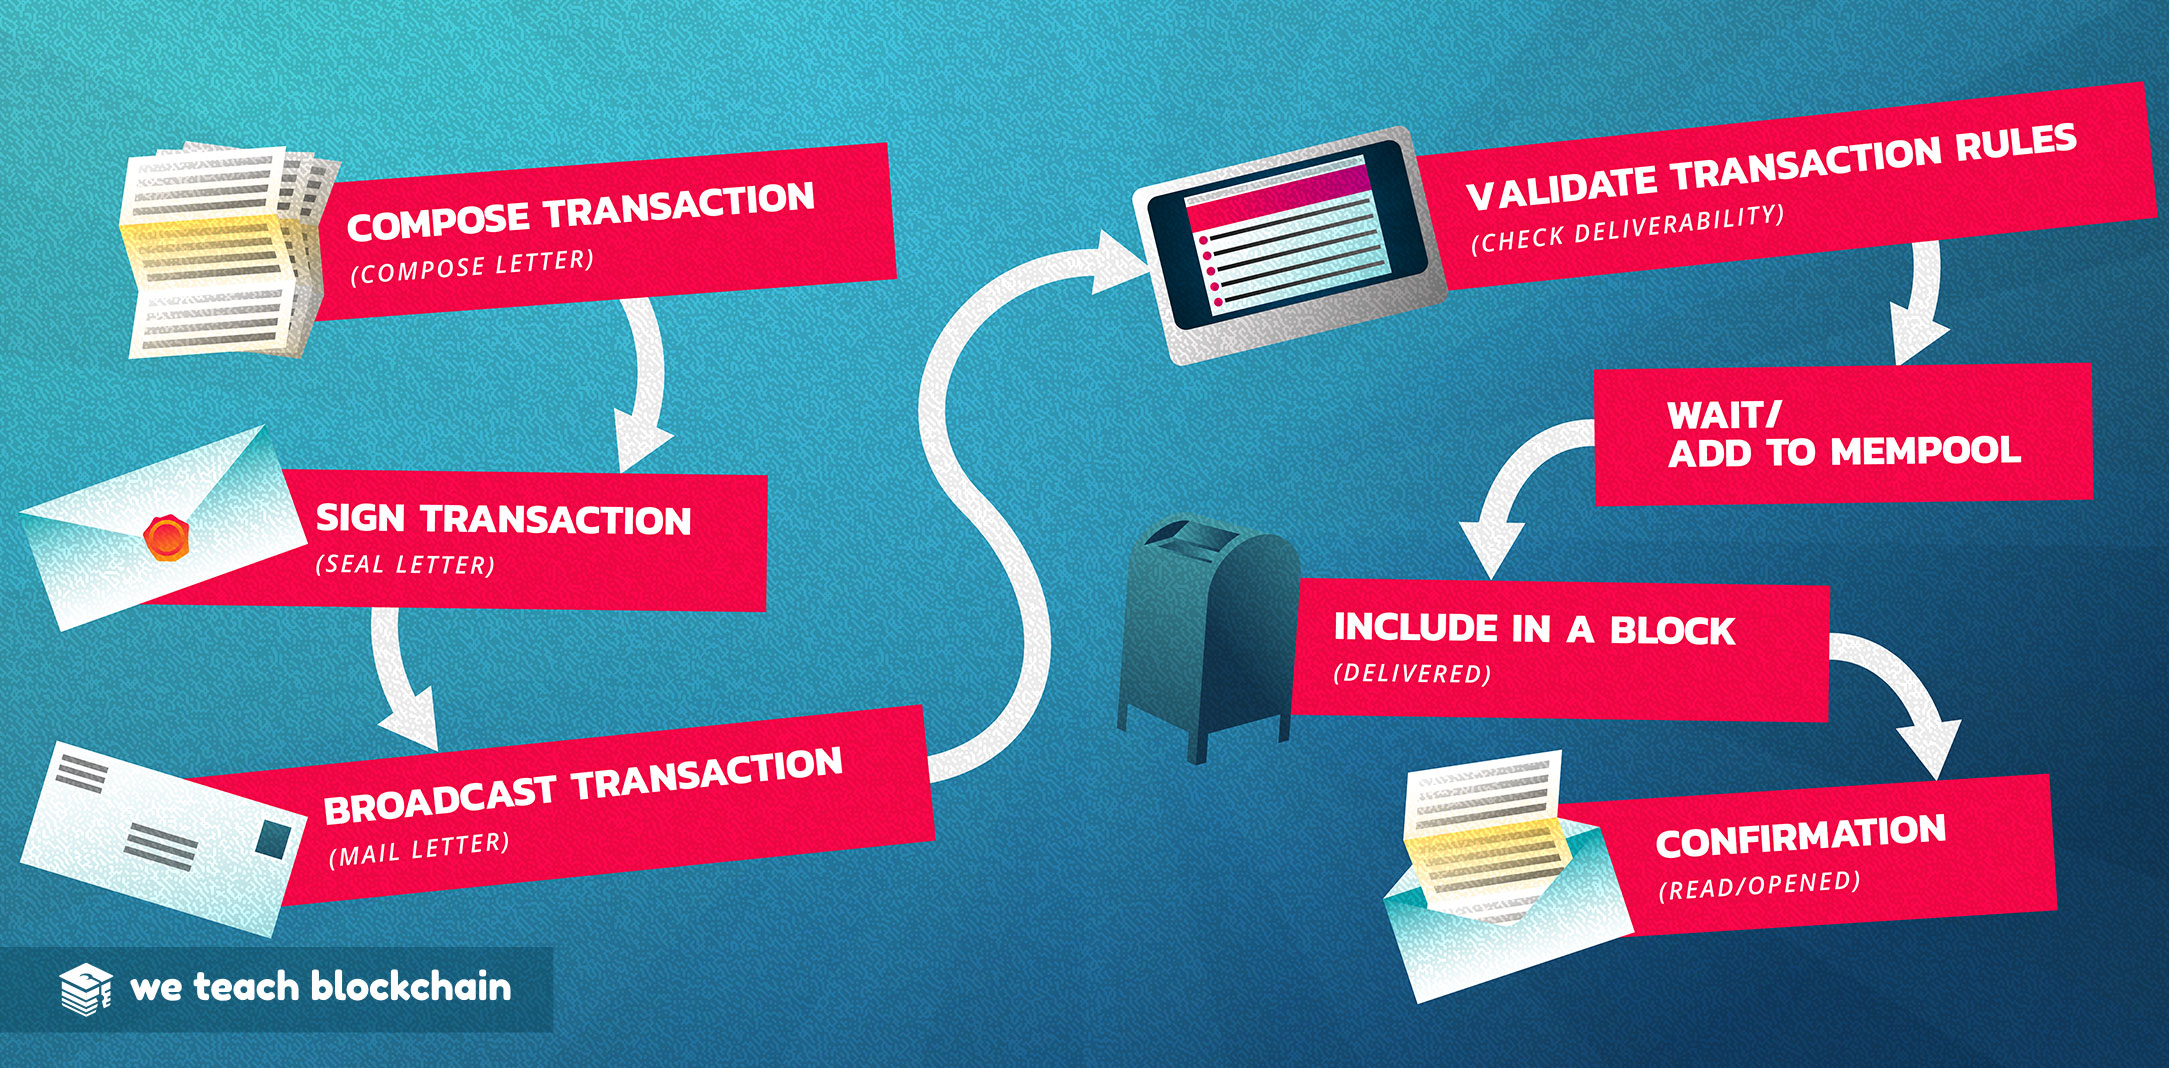 COMPOSE TRANSACTION
(COMPOSE LETTER)
SIGN TRANSACTION
(SEAL LETTER)
BROADCAST TRANSACTION
(MAIL LETTER)
VALIDATE TRANSACTION RULES
(CHECK DELIVERABILITY)
WAIT/
ADD TO MEMPOOL
INCLUDE IN A BLOCK
(DELIVERED)
CONFIRMATION
(READ/OPENED)
we teach blockchain